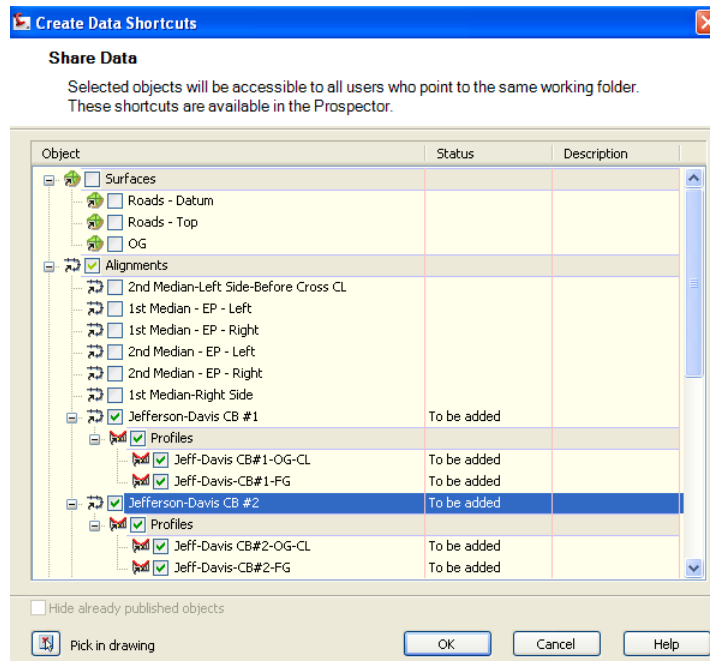 Create Data Shortcuts
Share Data
Selected objects will be accessible to all users who point to the same working folder.
These shortcuts are available in the Prospector.
Object Status Description
Surfaces
Roads - Datum
Roads - Top
OG
Alignments
2nd Median-Left Side-Before Cross CL
1st Median - EP - Left
1st Median - EP - Right
2nd Median - EP - Left
2nd Median - EP - Right
1st Median-Right Side
Jefferson-Davis CB #1 To be added
Profiles
Jeff-Davis CB#1-OG-CL To be added
Jeff-Davis-CB#1-FG To be added
Jefferson-Davis CB #2 To be added
Profiles
Jeff-Davis CB#2-OG-CL To be added
Jeff-Davis-CB#2-FG To be added
Hide already published objects
Pick in drawing OK Cancel Help